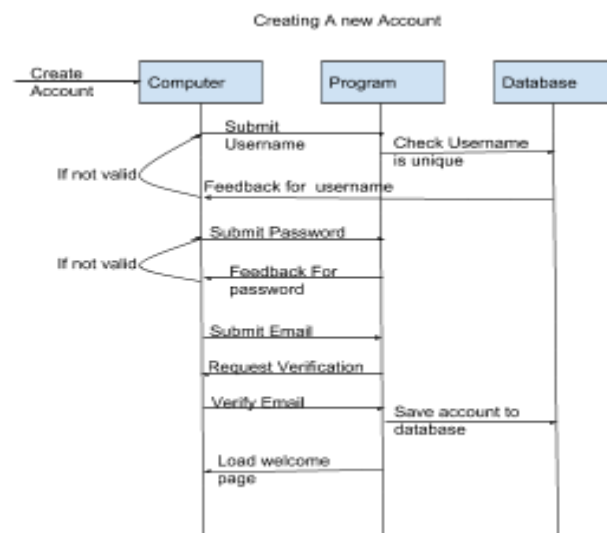 Creating A new Account
Create
Account
Computer
Program
Database
Submit
Username
Check Username
is unique
If not valid
Feedback for username
Submit Password
If not valid
Feedback For
password
Submit Email
Request Verification
Verify Email
Save account to
database
Load welcome
page